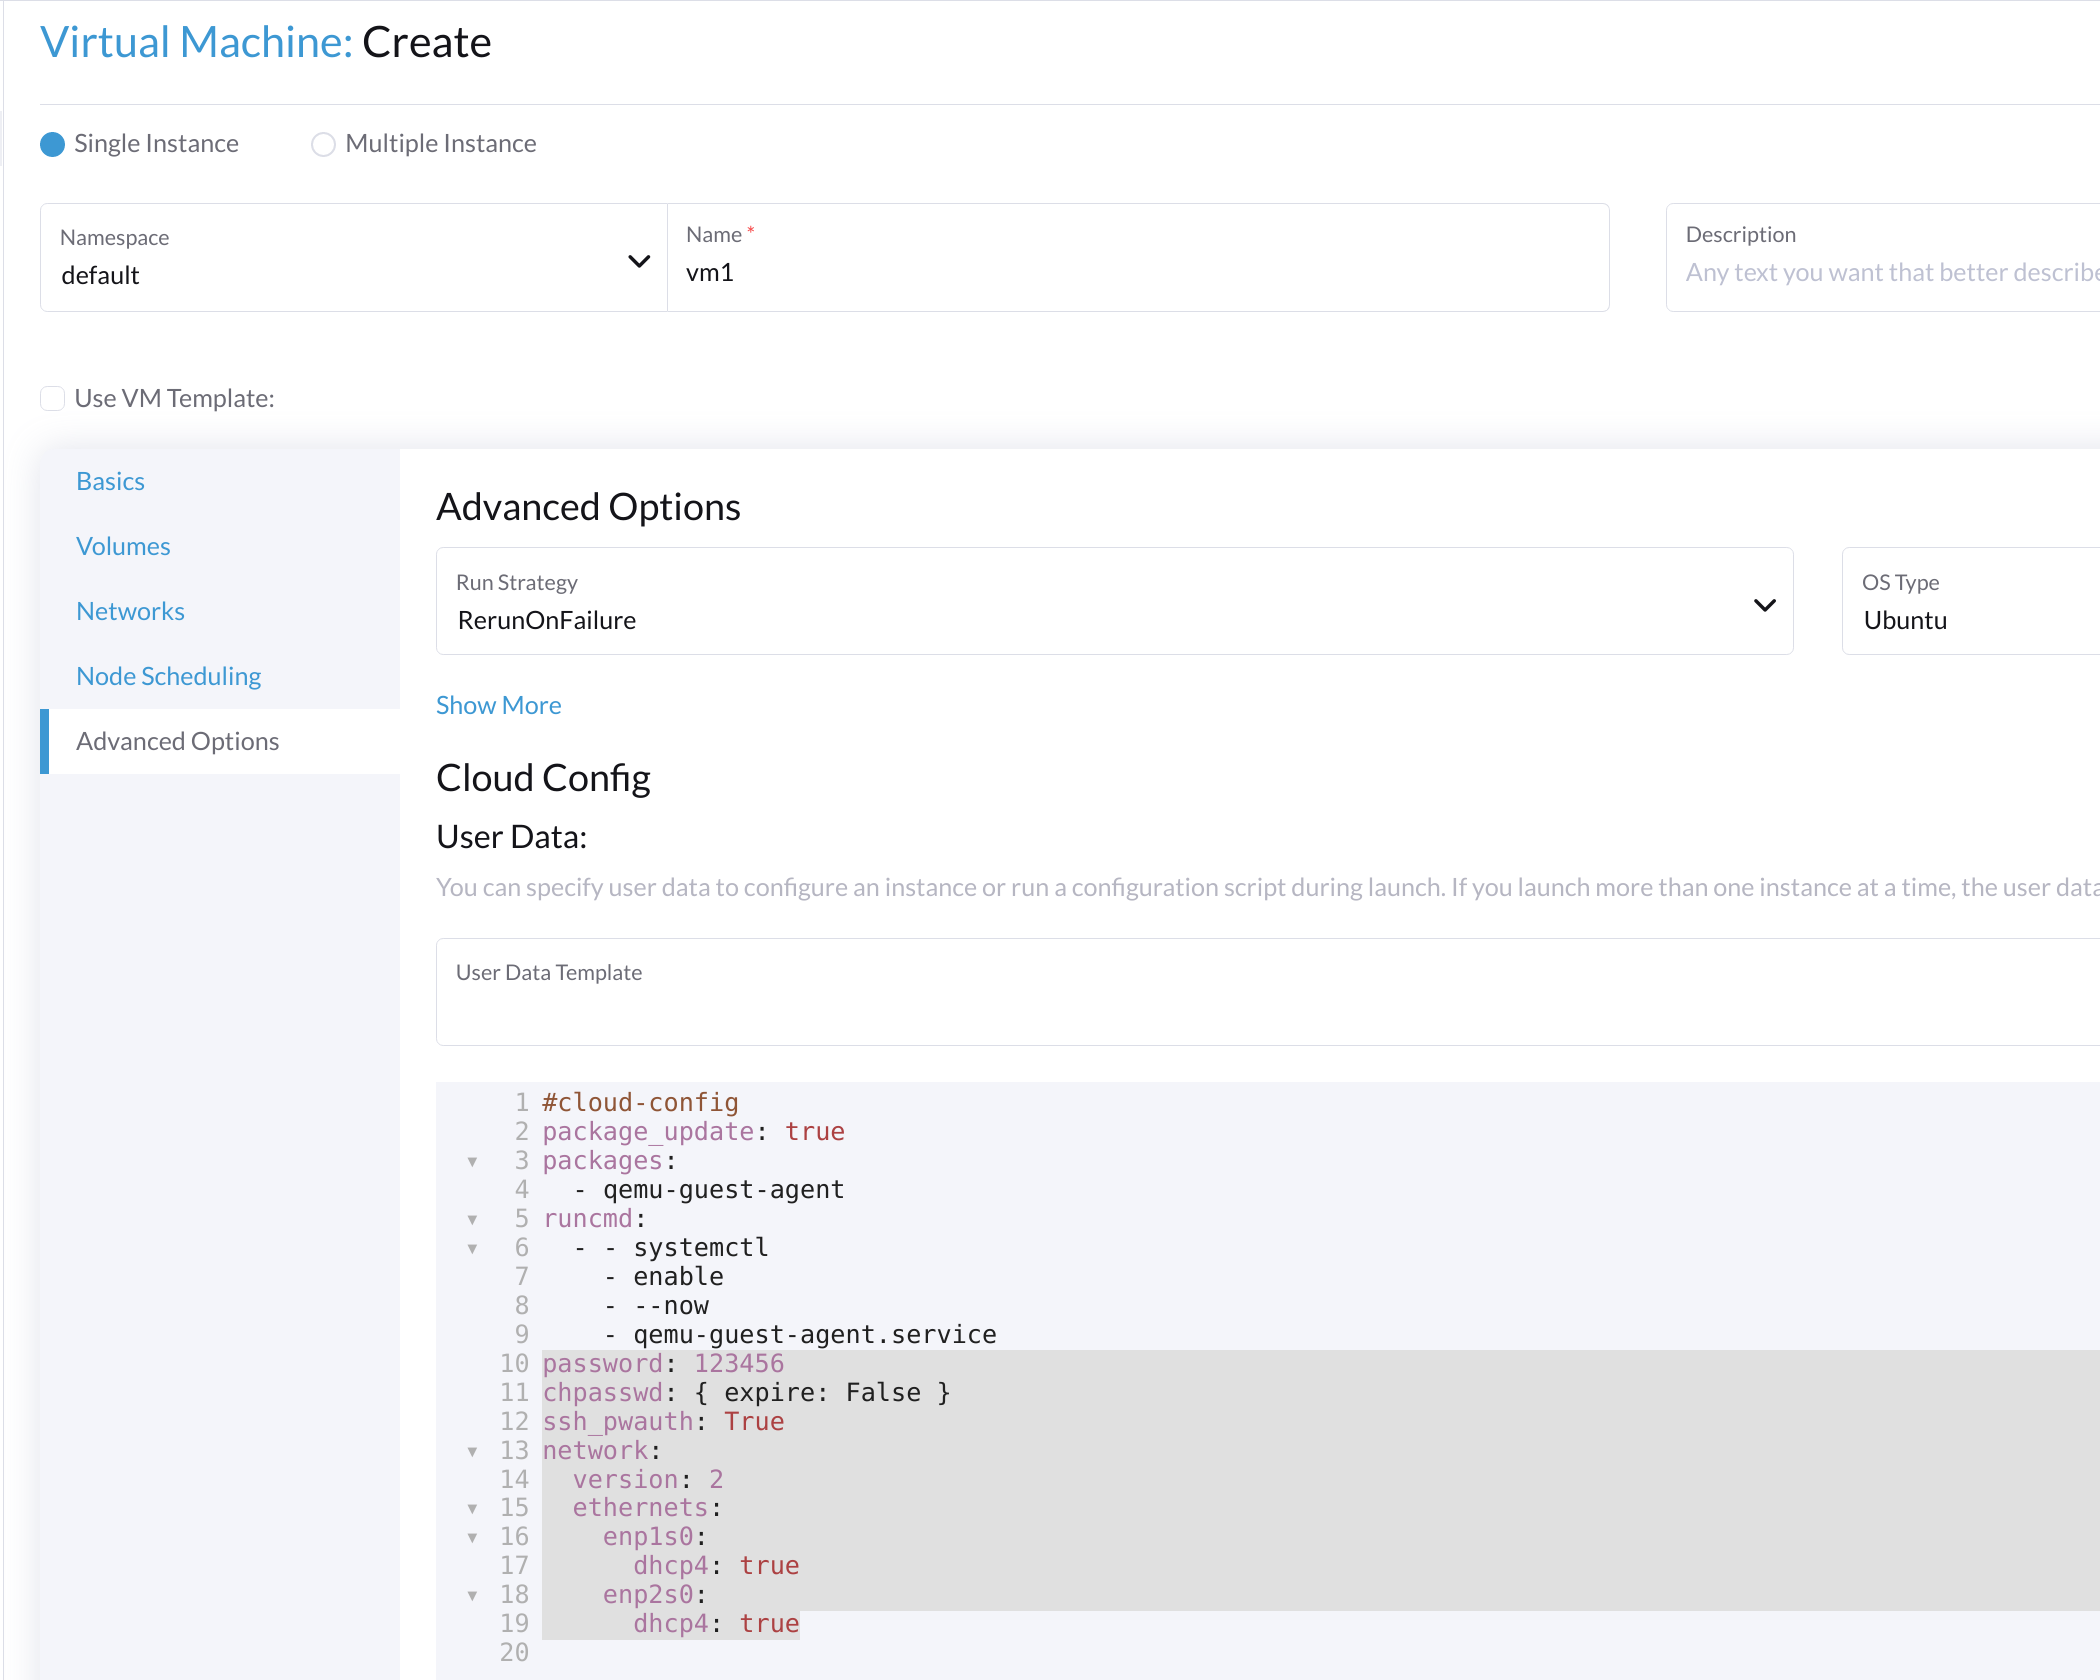 Virtual Machine: Create
Single Instance
Multiple Instance
Namespace
default
Name *
vm1
Description
Any text you want that better describe
Use VM Template:
Basics
Volumes
Networks
Node Scheduling
Advanced Options
Advanced Options
Run Strategy
RerunOnFailure
OS Type
Ubuntu
Show More
Cloud Config
User Data:
You can specify user data to configure an instance or run a configuration script during launch. If you launch more than one instance at a time, the user data
User Data Template
1 #cloud-config
2 package_update: true
3 packages:
4   - qemu-guest-agent
5 runcmd:
6   - - systemctl
7     - enable
8     - --now
9     - qemu-guest-agent.service
10 password: 123456
11 chpasswd: { expire: False }
12 ssh_pwauth: True
13 network:
14   version: 2
15   ethernets:
16     enp1s0:
17       dhcp4: true
18     enp2s0:
19       dhcp4: true
20